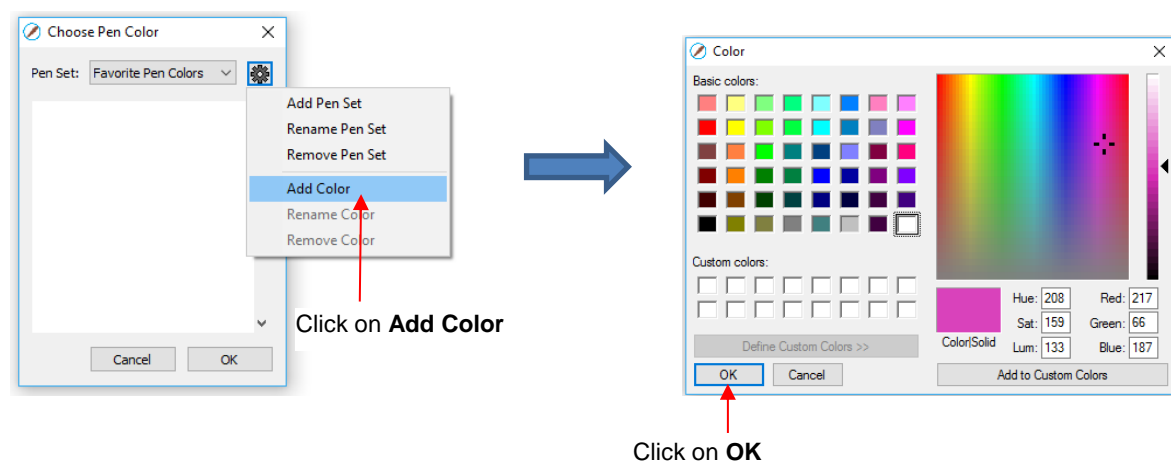 Choose Pen Color
Pen Set: Favorite Pen Colors
Add Pen Set
Rename Pen Set
Remove Pen Set
Add Color
Rename Color
Remove Color
Cancel OK
Click on Add Color
Color
Basic colors:
Custom colors:
Define Custom Colors >>
OK Cancel
Color|Solid
Hue: 208 Red: 217
Sat: 159 Green: 66
Lum: 133 Blue: 187
Add to Custom Colors
Click on OK